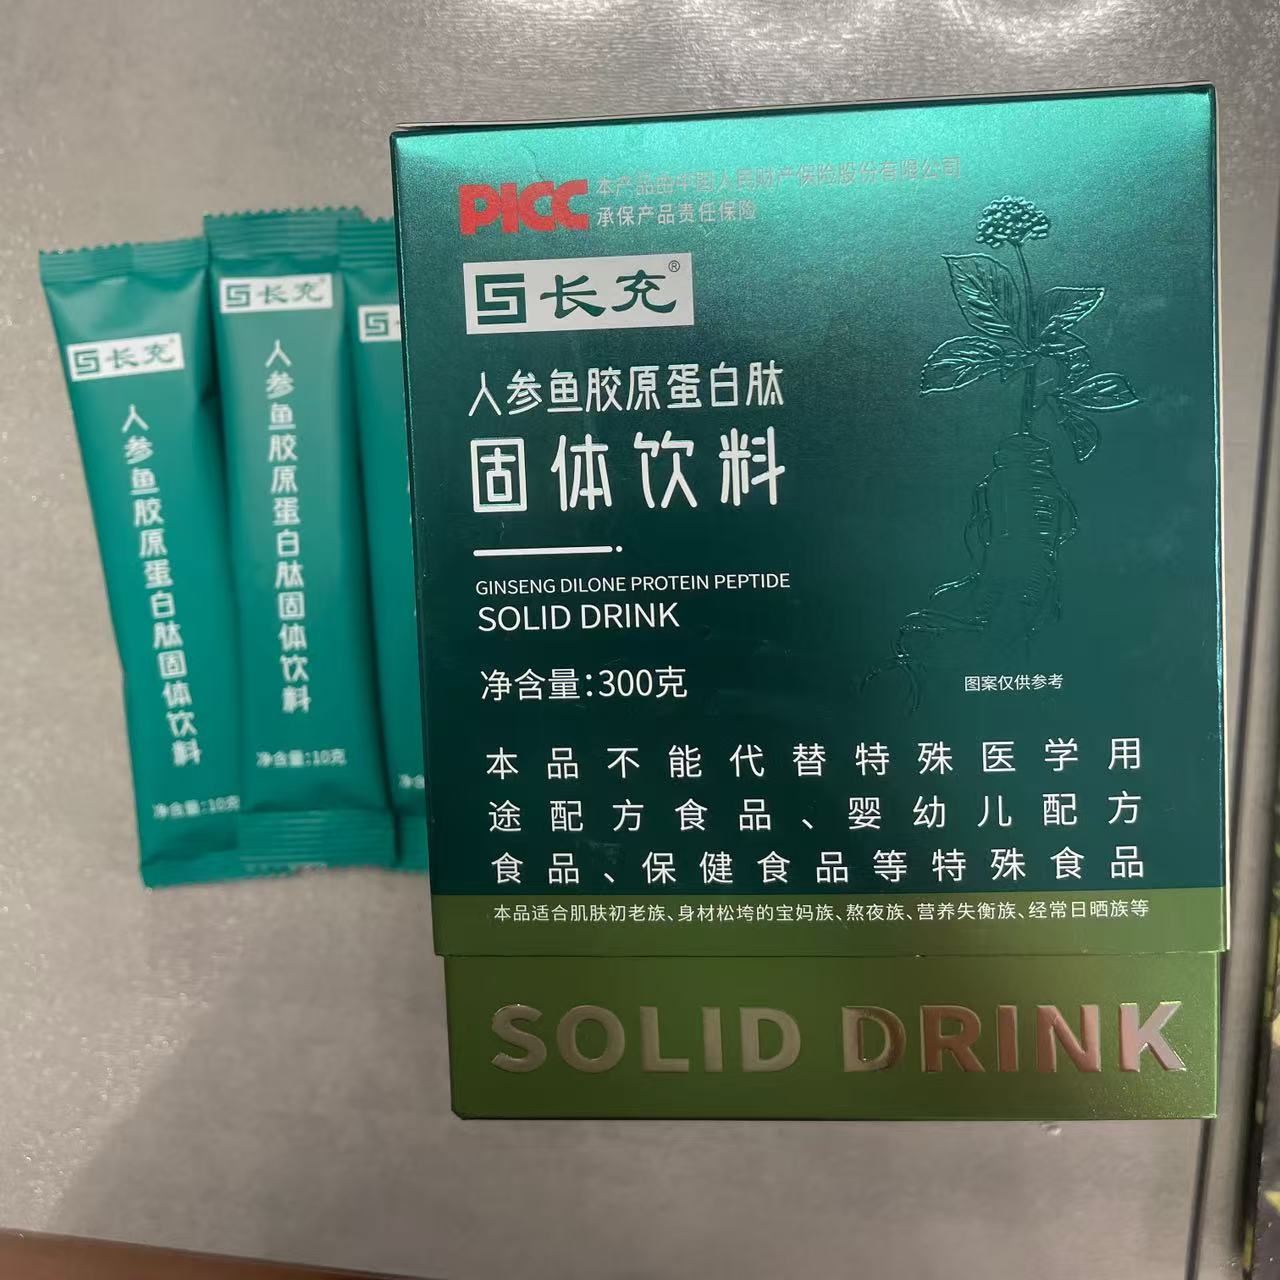 PICC 本产品由中国人民财产保险股份有限公司
承保产品责任保险
长充®
人参鱼胶原蛋白肽
固体饮料
GINSENG DILONE PROTEIN PEPTIDE
SOLID DRINK
净含量:300克
图案仅供参考
本品不能代替特殊医学用
途配方食品、婴幼儿配方
食品、保健食品等特殊食品
本品适合肌肤初老族、身材松垮的宝妈族、熬夜族、营养失衡族、经常日晒族等
SOLID DRINK
长充
人参鱼胶原蛋白肽固体饮料
净含量:10克
长充
人参鱼胶原蛋白肽固体饮料
净含量:10克
净